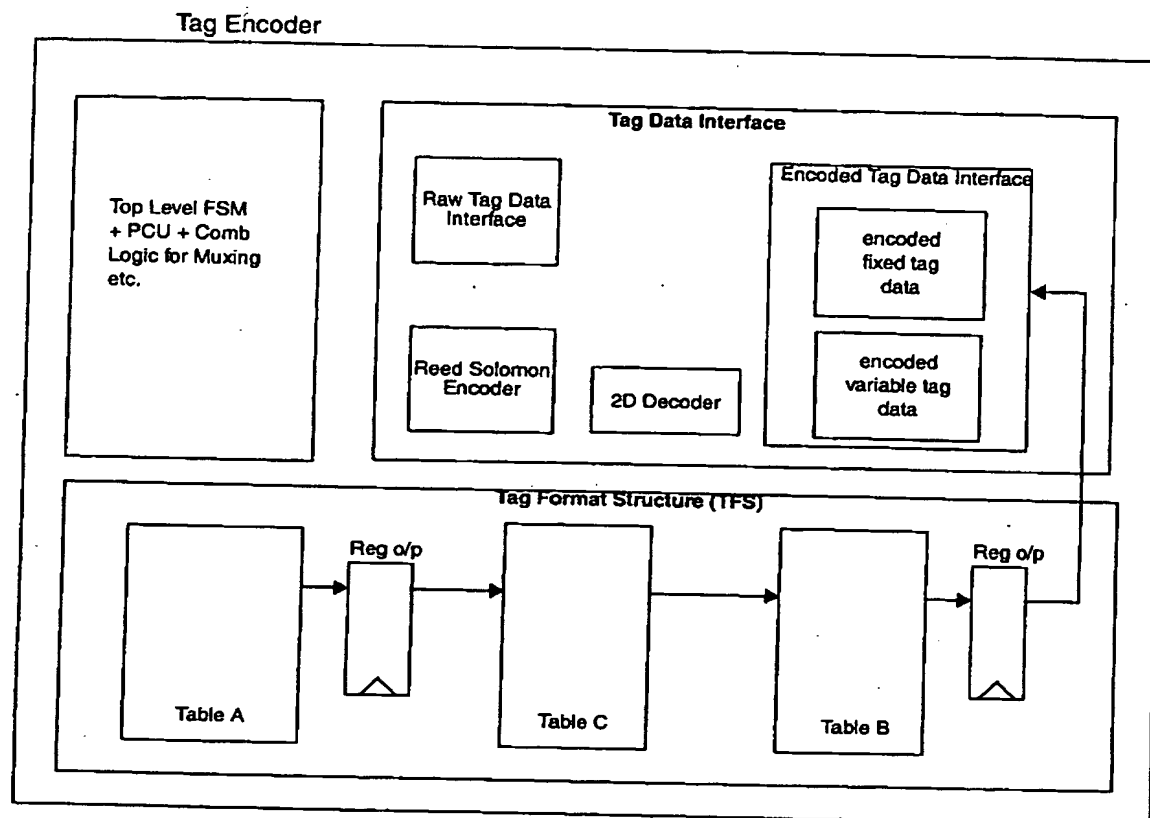 Tag Encoder
Top Level FSM
+ PCU + Comb
Logic for Muxing
etc.
Tag Data Interface
Raw Tag Data
Interface
Reed Solomon
Encoder
2D Decoder
Encoded Tag Data Interface
encoded
fixed tag
data
encoded
variable tag
data
Tag Format Structure (TFS)
Table A
Reg o/p
Table C
Table B
Reg o/p